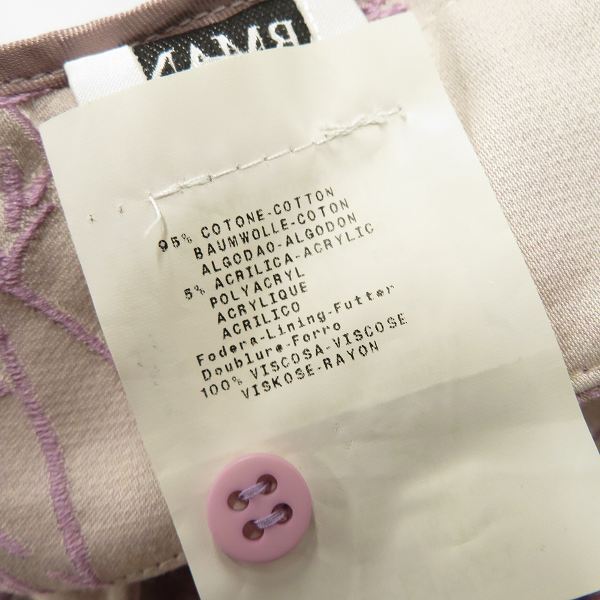 RMAN
95% COTONE-COTTON
BAUMWOLLE-COTON
ALGODAO-ALGODON
5% ACRILICA-ACRYLIC
POLYACRYL
ACRYLIQUE
ACRILICO
Fodera-Lining-Futter
Doublure-Forro
100% VISCOSA-VISCOSE
VISKOSE-RAYON